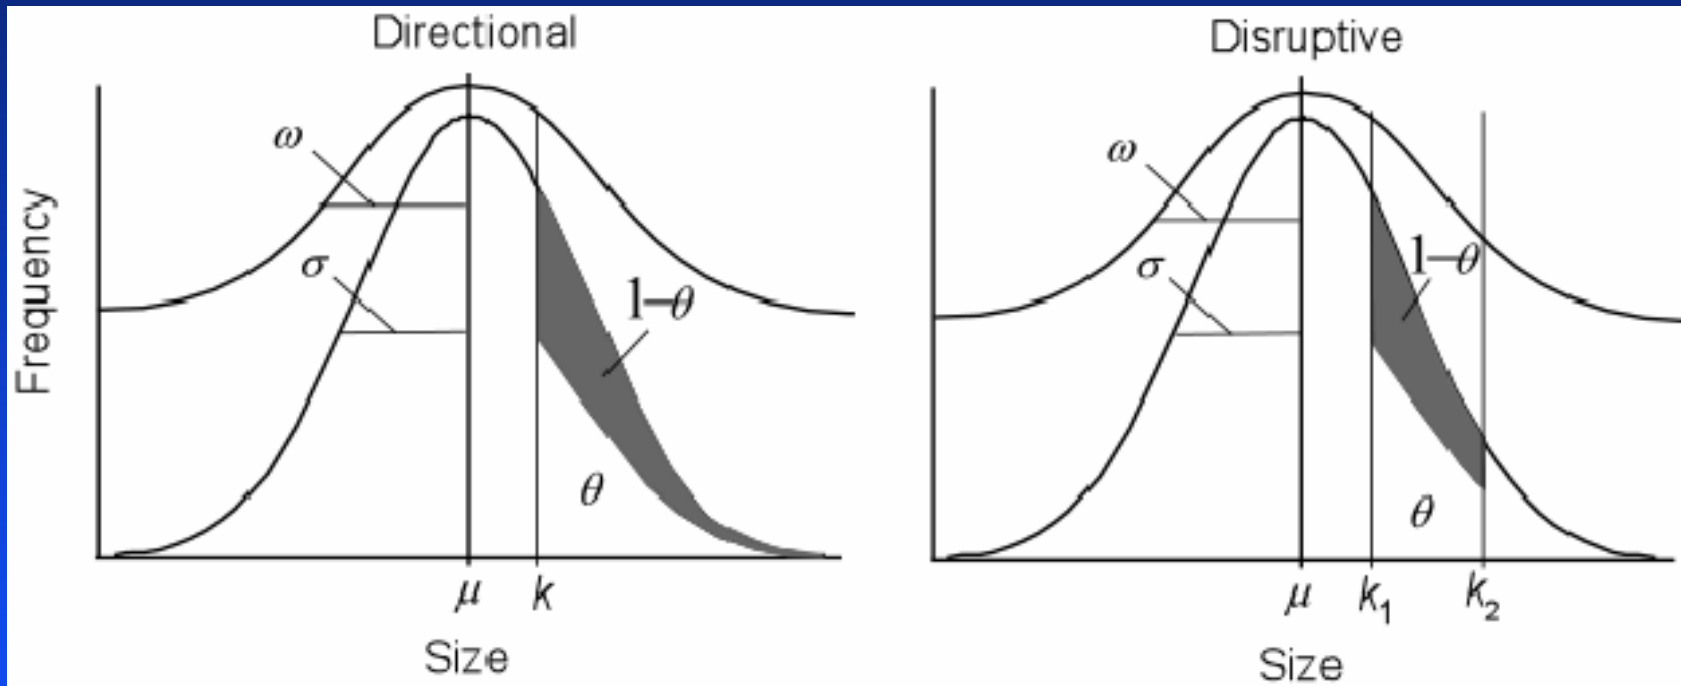 Directional
ω
σ
1–θ
θ
μ k
Size
Frequency
Disruptive
ω
σ
1–θ
θ
μ k₁ k₂
Size